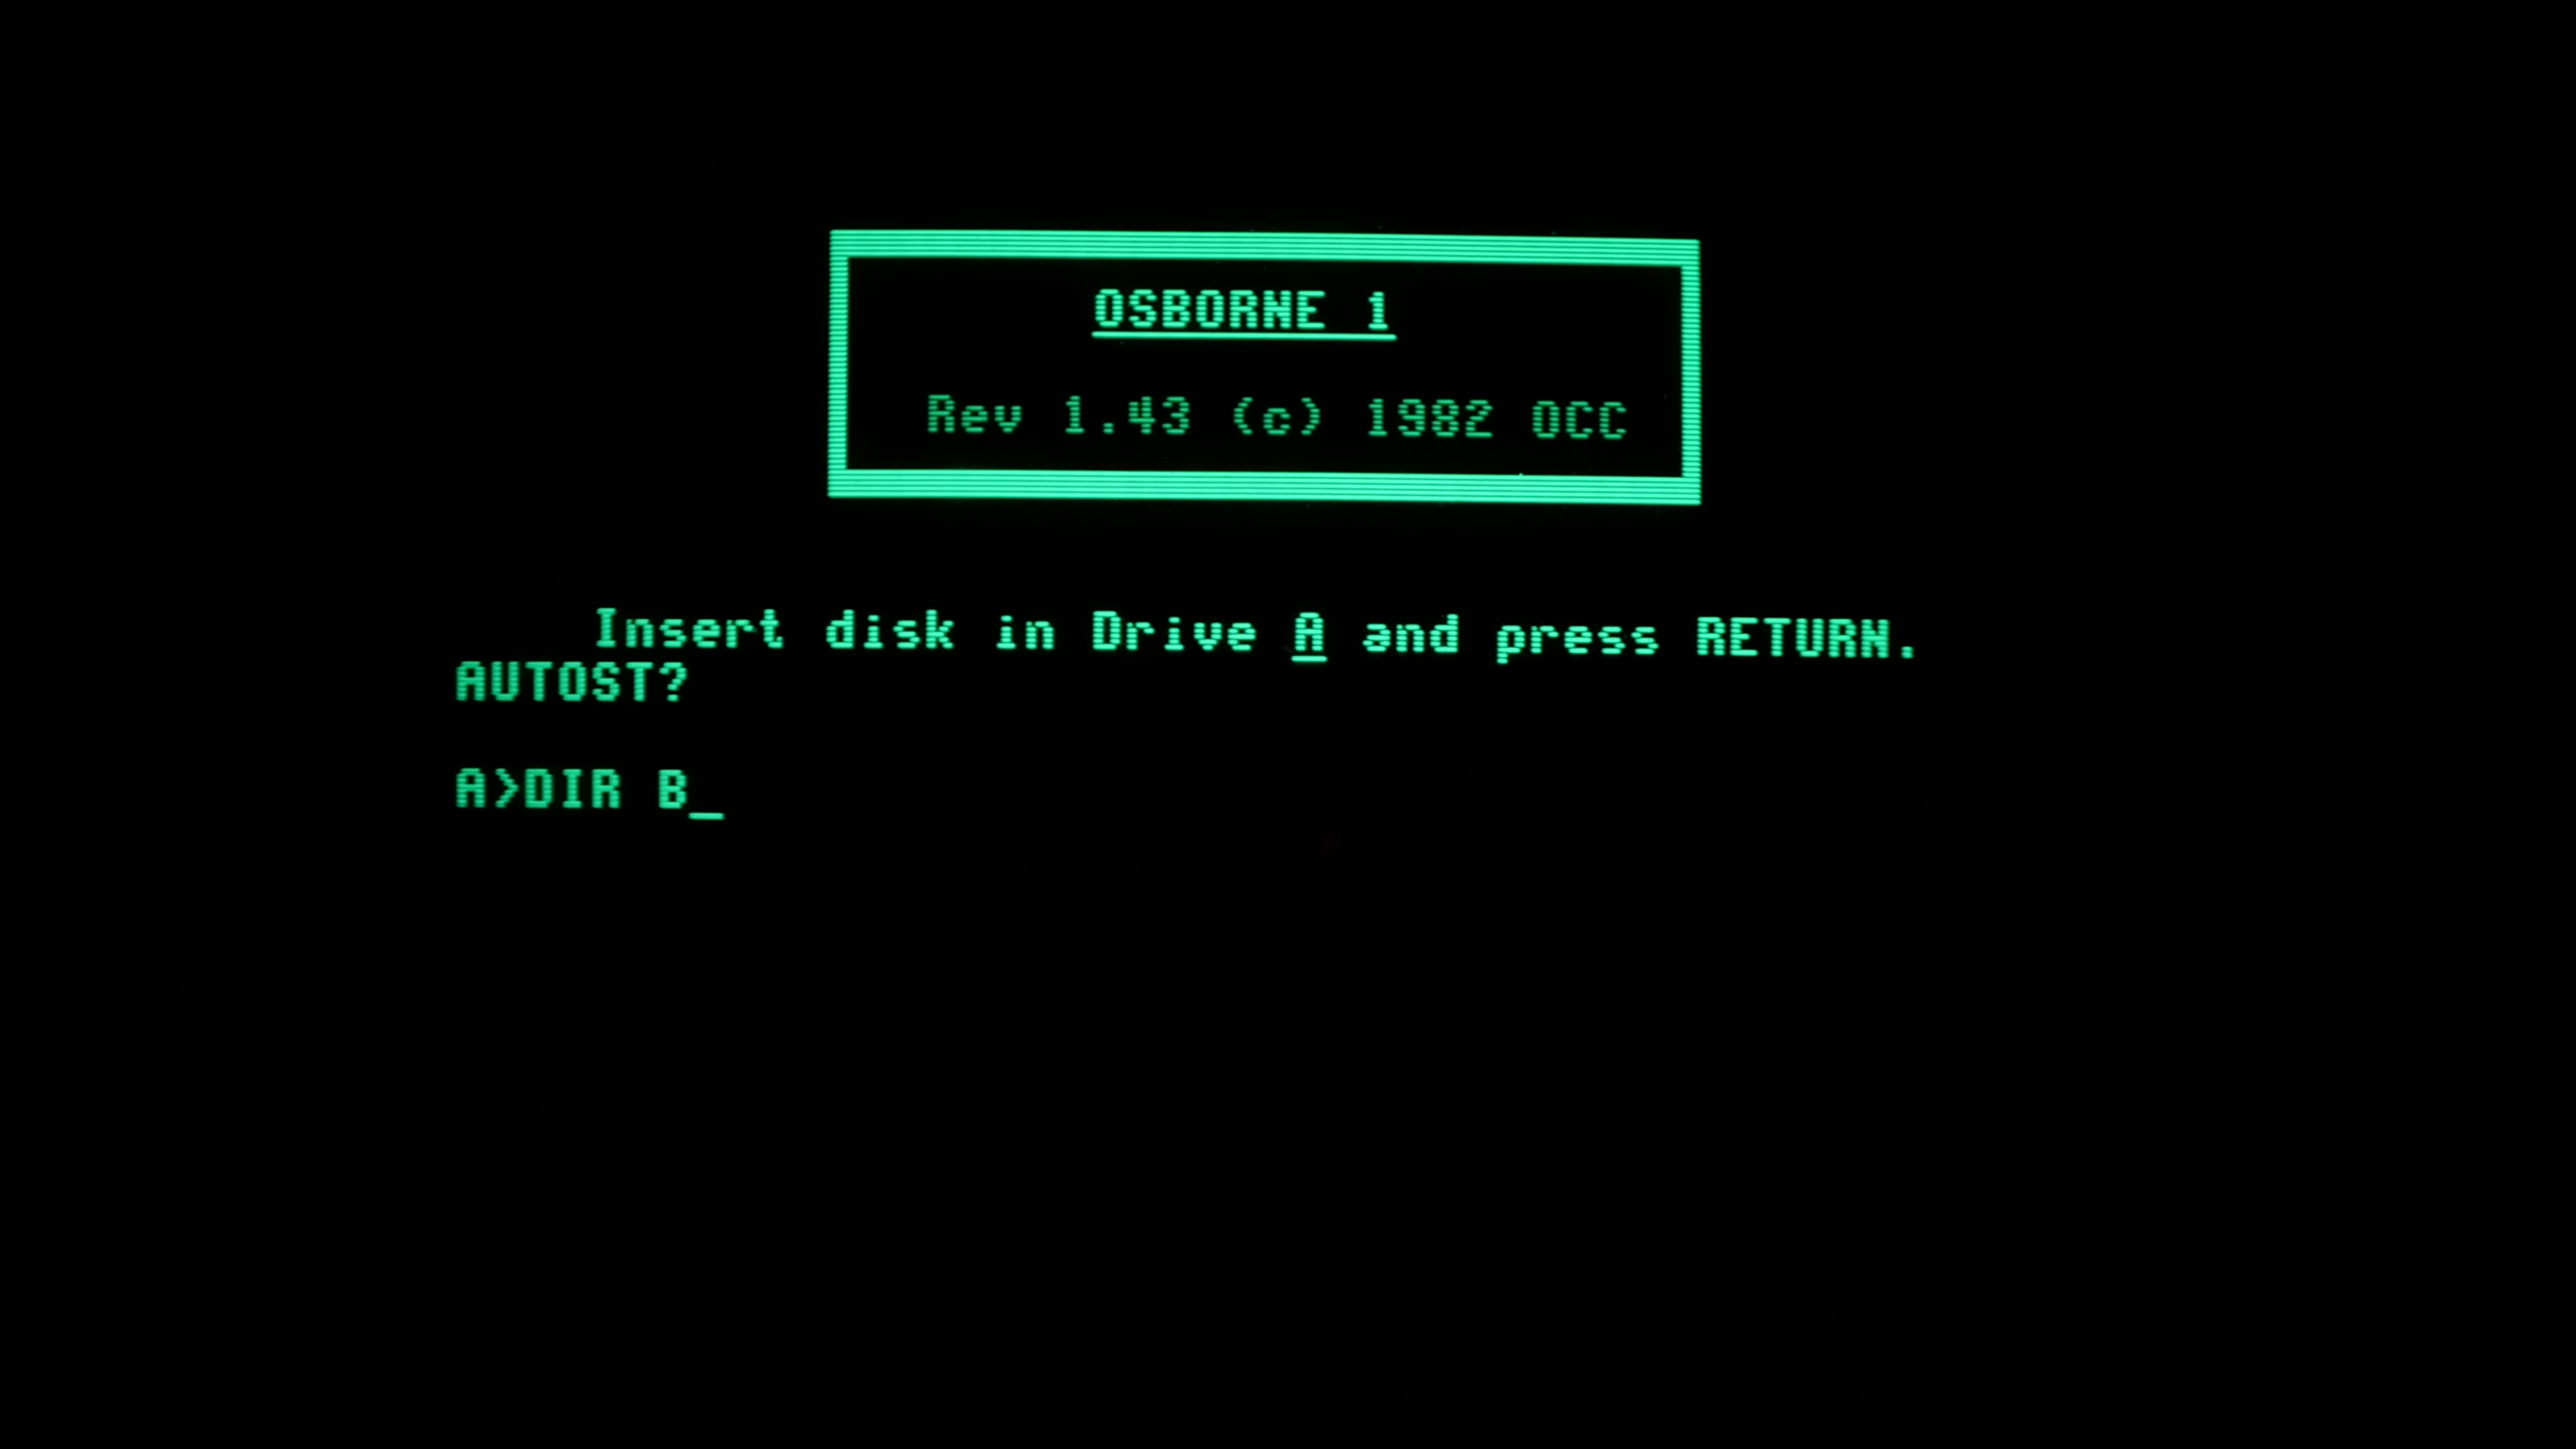 OSBORNE 1
Rev 1.43 (c) 1982 OCC
Insert disk in Drive A and press RETURN.
AUTOST?
A>DIR B_